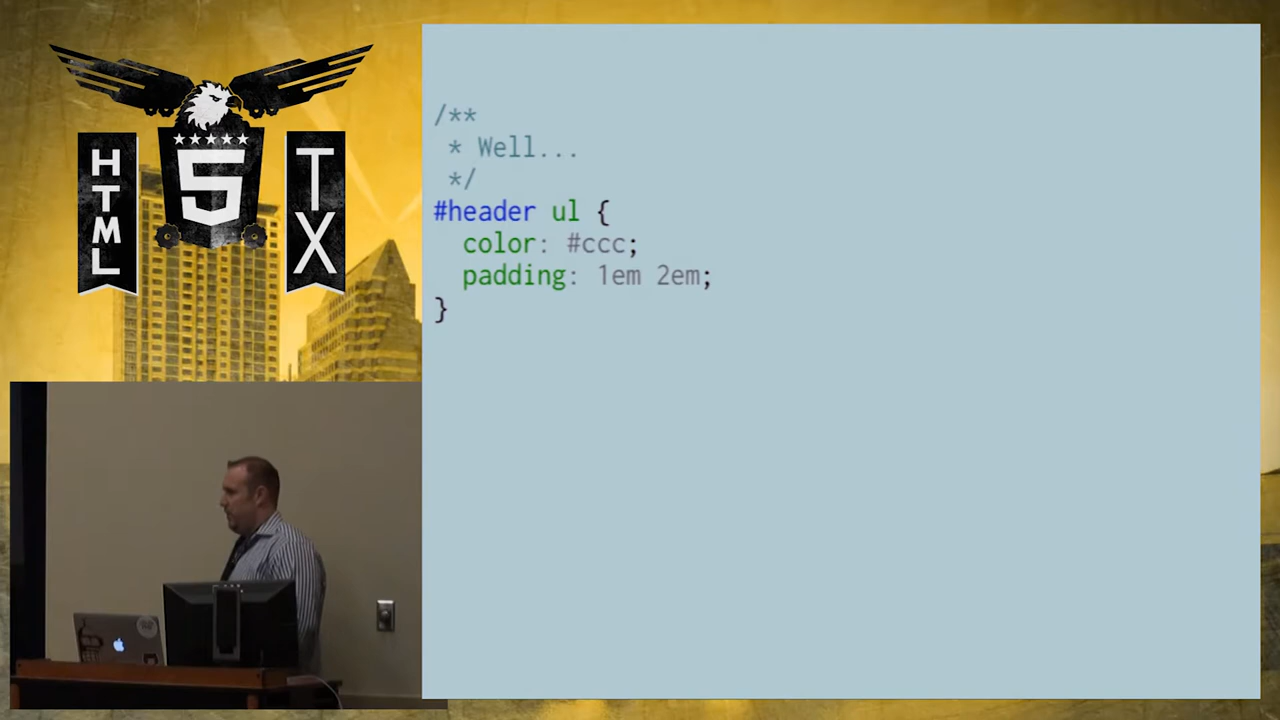 HTML
5
TX
/**
 * Well...
 */
#header ul {
  color: #ccc;
  padding: 1em 2em;
}